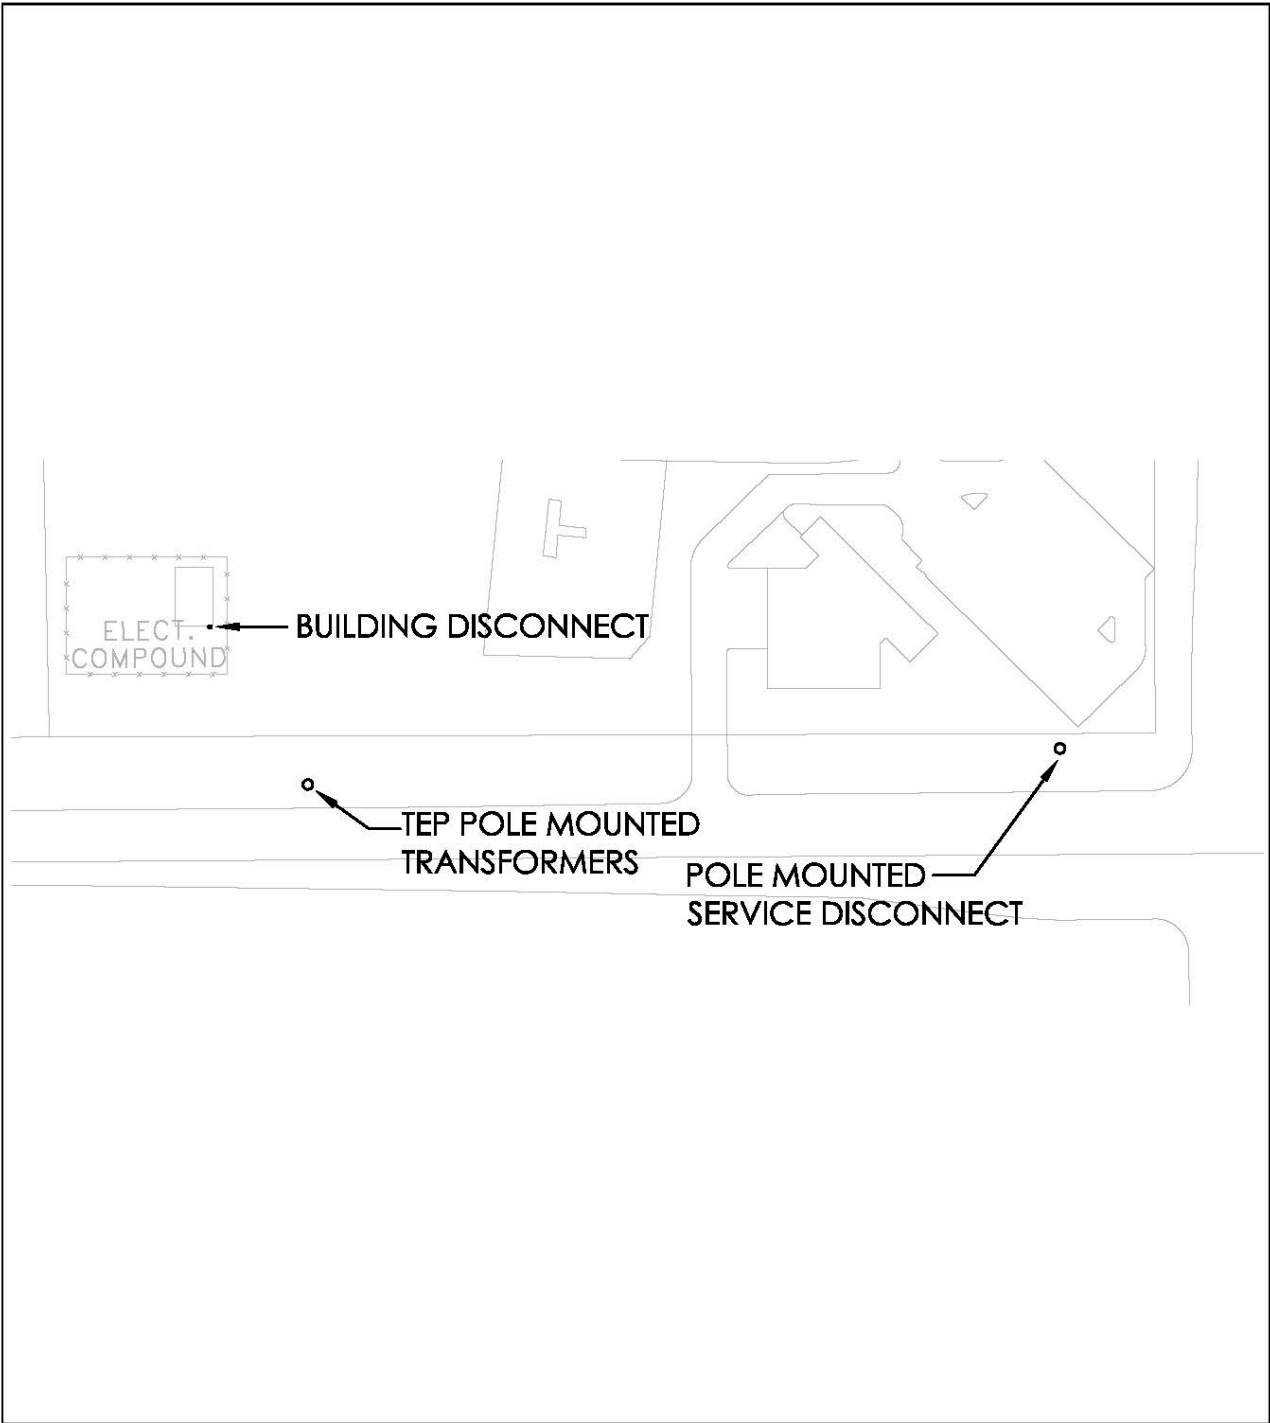 ELECT.
COMPOUND
BUILDING DISCONNECT
TEP POLE MOUNTED
TRANSFORMERS
POLE MOUNTED
SERVICE DISCONNECT